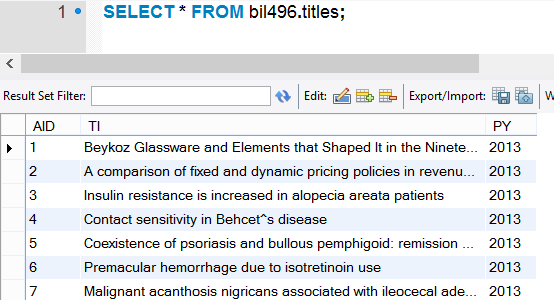 1 SELECT * FROM bil496.titles;
Result Set Filter: Edit: Export/Import: W
AID TI PY
1 Beykoz Glassware and Elements that Shaped It in the Ninete... 2013
2 A comparison of fixed and dynamic pricing policies in revenu... 2013
3 Insulin resistance is increased in alopecia areata patients 2013
4 Contact sensitivity in Behcet^s disease 2013
5 Coexistence of psoriasis and bullous pemphigoid: remission ... 2013
6 Premacular hemorrhage due to isotretinoin use 2013
7 Malignant acanthosis nigricans associated with ileocecal ade... 2013